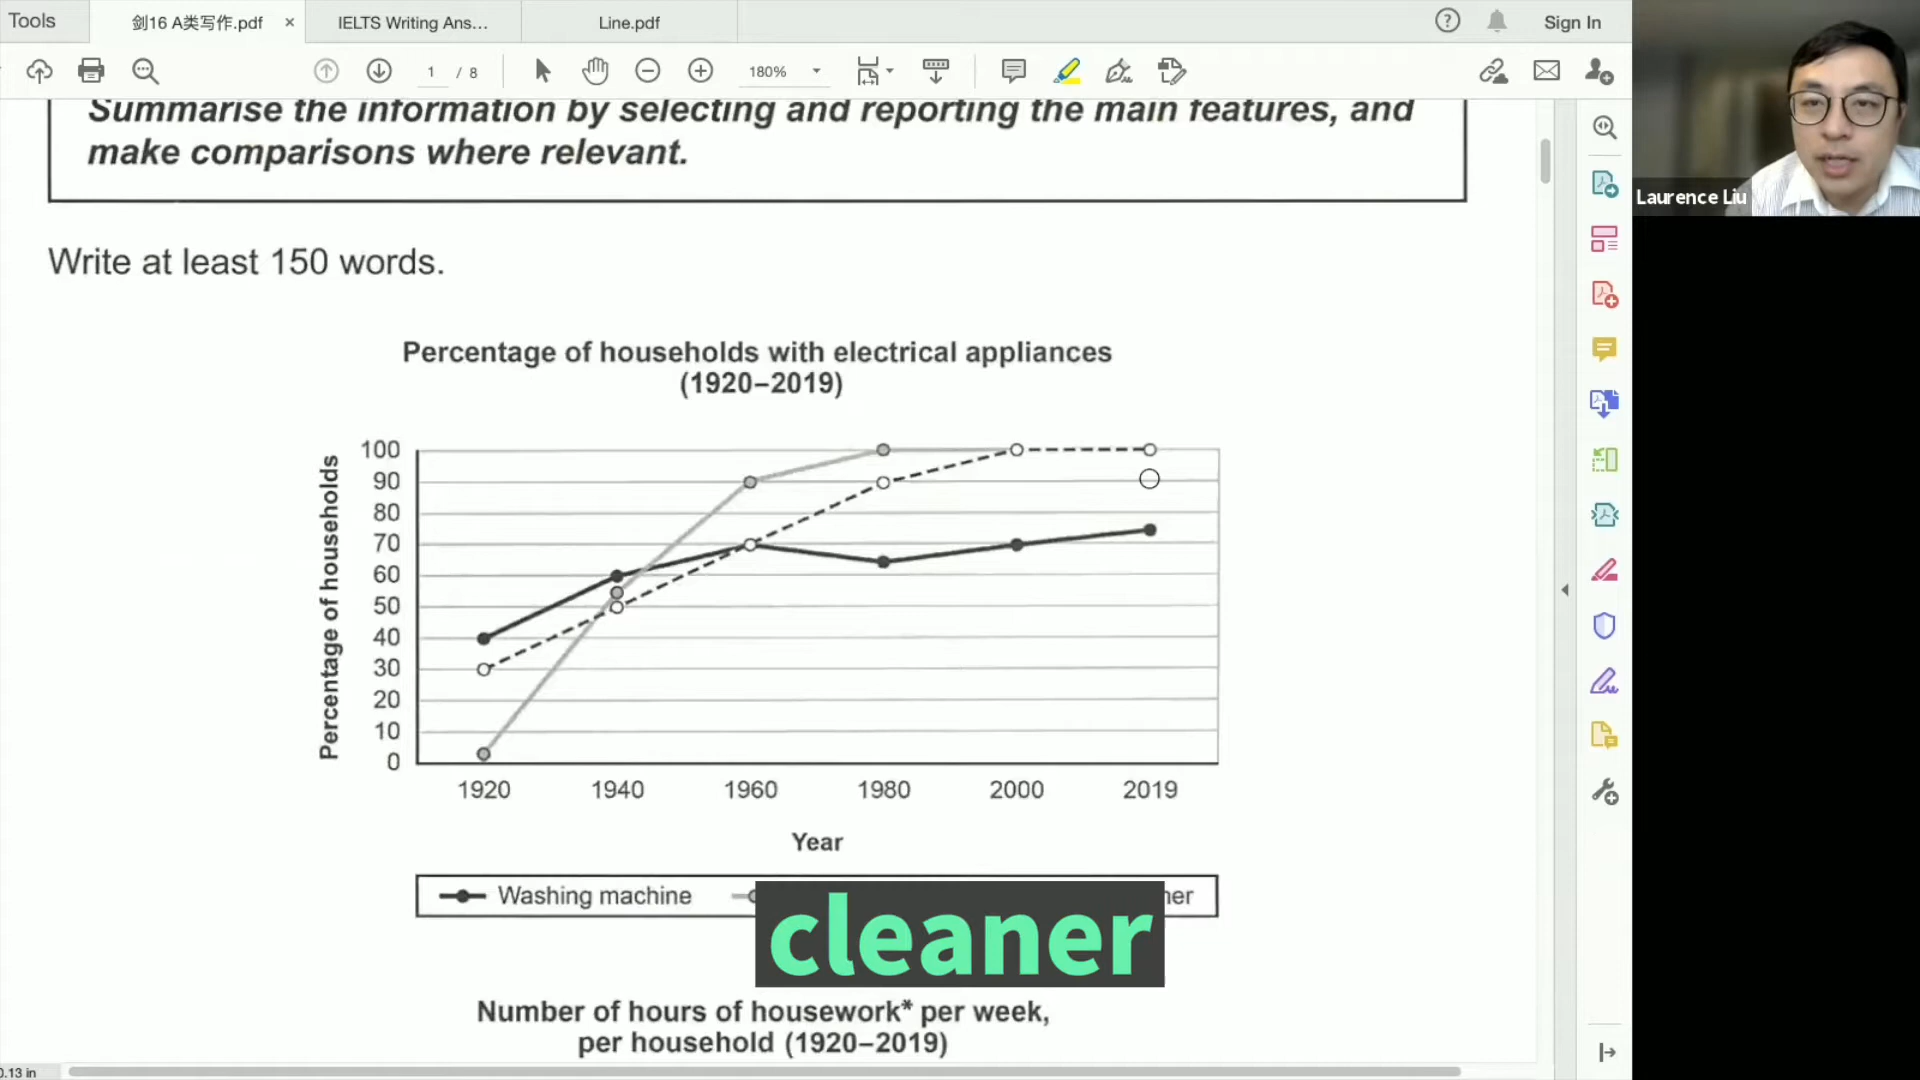 Tools
剑16 A类写作.pdf
IELTS Writing Ans...
Line.pdf
Sign In
1 / 8
180%
Summarise the information by selecting and reporting the main features, and
make comparisons where relevant.
Laurence Liu
Write at least 150 words.
Percentage of households with electrical appliances
(1920–2019)
Percentage of households
100
90
80
70
60
50
40
30
20
10
0
1920 1940 1960 1980 2000 2019
Year
Washing machine
cleaner
Number of hours of housework* per week,
per household (1920–2019)